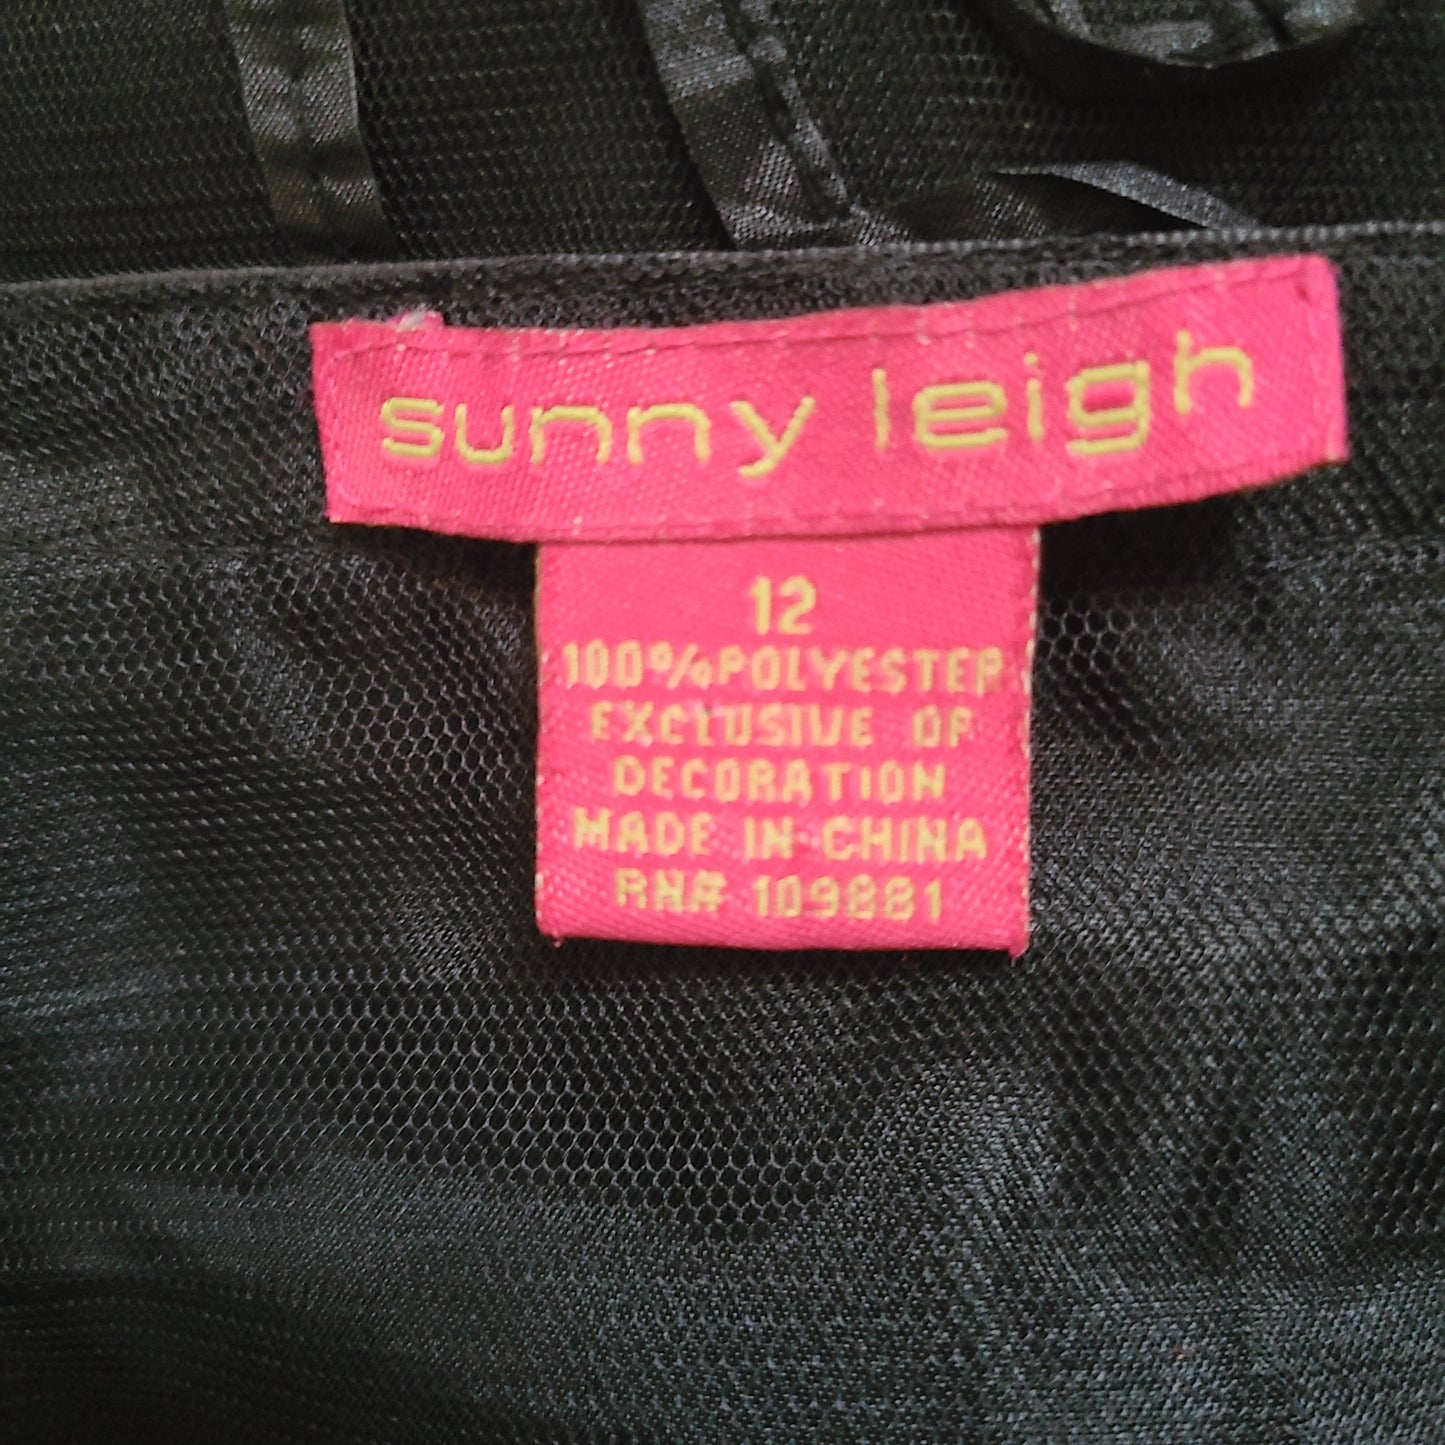 sunny leigh
12
100%POLYESTER
EXCLUSIVE OF
DECORATION
MADE IN CHINA
RN# 109881